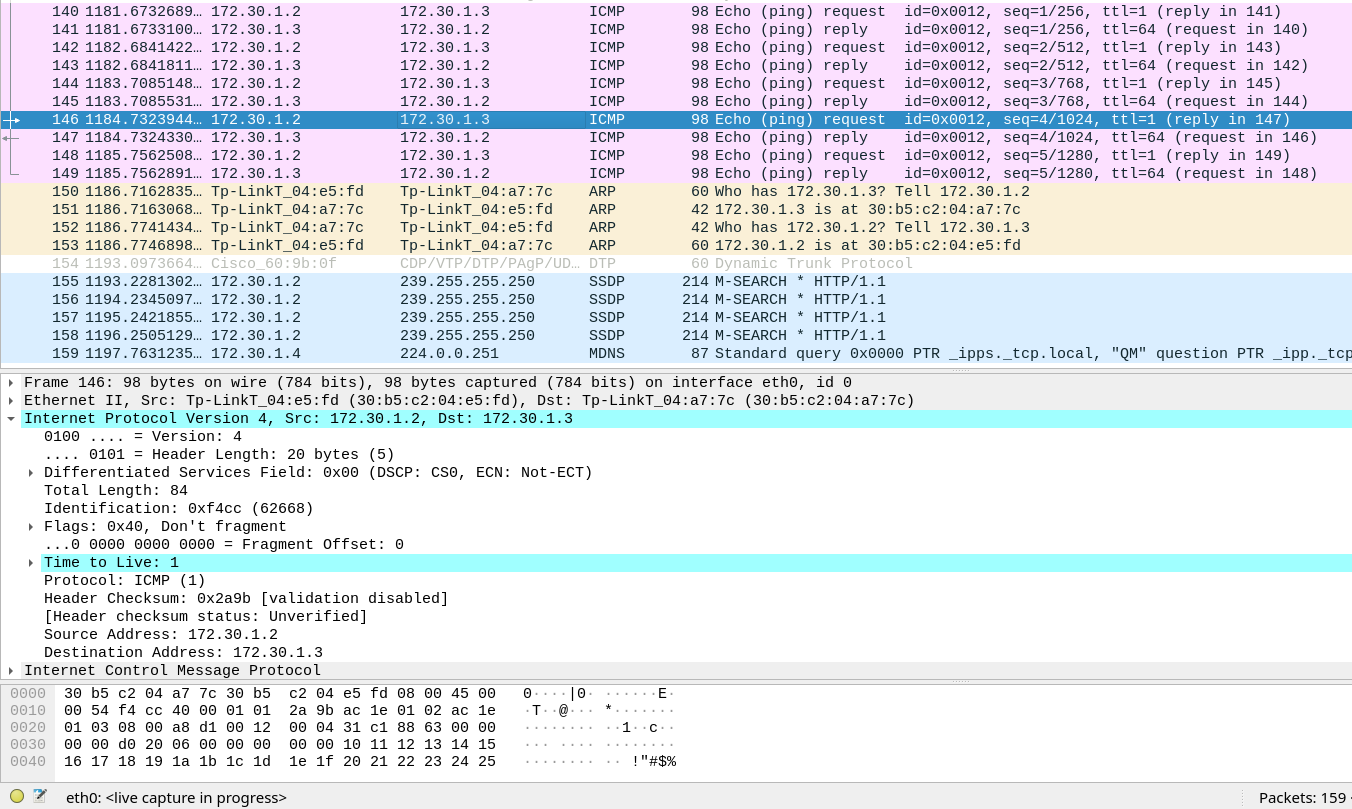 140 1181.6732689… 172.30.1.2 172.30.1.3 ICMP 98 Echo (ping) request id=0x0012, seq=1/256, ttl=1 (reply in 141)
141 1181.6733100… 172.30.1.3 172.30.1.2 ICMP 98 Echo (ping) reply id=0x0012, seq=1/256, ttl=64 (request in 140)
142 1182.6841422… 172.30.1.2 172.30.1.3 ICMP 98 Echo (ping) request id=0x0012, seq=2/512, ttl=1 (reply in 143)
143 1182.6841811… 172.30.1.3 172.30.1.2 ICMP 98 Echo (ping) reply id=0x0012, seq=2/512, ttl=64 (request in 142)
144 1183.7085148… 172.30.1.2 172.30.1.3 ICMP 98 Echo (ping) request id=0x0012, seq=3/768, ttl=1 (reply in 145)
145 1183.7085531… 172.30.1.3 172.30.1.2 ICMP 98 Echo (ping) reply id=0x0012, seq=3/768, ttl=64 (request in 144)
146 1184.7323944… 172.30.1.2 172.30.1.3 ICMP 98 Echo (ping) request id=0x0012, seq=4/1024, ttl=1 (reply in 147)
147 1184.7324330… 172.30.1.3 172.30.1.2 ICMP 98 Echo (ping) reply id=0x0012, seq=4/1024, ttl=64 (request in 146)
148 1185.7562508… 172.30.1.2 172.30.1.3 ICMP 98 Echo (ping) request id=0x0012, seq=5/1280, ttl=1 (reply in 149)
149 1185.7562891… 172.30.1.3 172.30.1.2 ICMP 98 Echo (ping) reply id=0x0012, seq=5/1280, ttl=64 (request in 148)
150 1186.7162835… Tp-LinkT_04:e5:fd Tp-LinkT_04:a7:7c ARP 60 Who has 172.30.1.3? Tell 172.30.1.2
151 1186.7163068… Tp-LinkT_04:a7:7c Tp-LinkT_04:e5:fd ARP 42 172.30.1.3 is at 30:b5:c2:04:a7:7c
152 1186.7741434… Tp-LinkT_04:a7:7c Tp-LinkT_04:e5:fd ARP 42 Who has 172.30.1.2? Tell 172.30.1.3
153 1186.7746898… Tp-LinkT_04:e5:fd Tp-LinkT_04:a7:7c ARP 60 172.30.1.2 is at 30:b5:c2:04:e5:fd
154 1193.0973664… Cisco_60:9b:0f CDP/VTP/DTP/PAgP/UD… DTP 60 Dynamic Trunk Protocol
155 1193.2281302… 172.30.1.2 239.255.255.250 SSDP 214 M-SEARCH * HTTP/1.1
156 1194.2345097… 172.30.1.2 239.255.255.250 SSDP 214 M-SEARCH * HTTP/1.1
157 1195.2421855… 172.30.1.2 239.255.255.250 SSDP 214 M-SEARCH * HTTP/1.1
158 1196.2505129… 172.30.1.2 239.255.255.250 SSDP 214 M-SEARCH * HTTP/1.1
159 1197.7631235… 172.30.1.4 224.0.0.251 MDNS 87 Standard query 0x0000 PTR _ipps._tcp.local, "QM" question PTR _ipp._tcp
Frame 146: 98 bytes on wire (784 bits), 98 bytes captured (784 bits) on interface eth0, id 0
Ethernet II, Src: Tp-LinkT_04:e5:fd (30:b5:c2:04:e5:fd), Dst: Tp-LinkT_04:a7:7c (30:b5:c2:04:a7:7c)
Internet Protocol Version 4, Src: 172.30.1.2, Dst: 172.30.1.3
0100 .... = Version: 4
.... 0101 = Header Length: 20 bytes (5)
Differentiated Services Field: 0x00 (DSCP: CS0, ECN: Not-ECT)
Total Length: 84
Identification: 0xf4cc (62668)
Flags: 0x40, Don't fragment
...0 0000 0000 0000 = Fragment Offset: 0
Time to Live: 1
Protocol: ICMP (1)
Header Checksum: 0x2a9b [validation disabled]
[Header checksum status: Unverified]
Source Address: 172.30.1.2
Destination Address: 172.30.1.3
Internet Control Message Protocol
0000 30 b5 c2 04 a7 7c 30 b5 c2 04 e5 fd 08 00 45 00 0····|0· ······E·
0010 00 54 f4 cc 40 00 01 01 2a 9b ac 1e 01 02 ac 1e ·T··@··· *·······
0020 01 03 08 00 a8 d1 00 12 00 04 31 c1 88 63 00 00 ········ ··1··c··
0030 00 00 d0 20 06 00 00 00 00 00 10 11 12 13 14 15 ··· ···· ········
0040 16 17 18 19 1a 1b 1c 1d 1e 1f 20 21 22 23 24 25 ········ ·· !"#$%
eth0: <live capture in progress> Packets: 159 ·